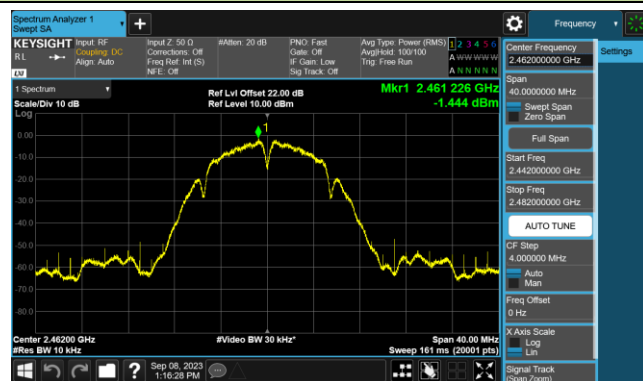 Spectrum Analyzer 1
Swept SA
+
Frequency
KEYSIGHT
RL
LXI
Input: RF
Coupling: DC
Align: Auto
Input Z: 50 Ω
Corrections: Off
Freq Ref: Int (S)
NFE: Off
#Atten: 20 dB
PNO: Fast
Gate: Off
IF Gain: Low
Sig Track: Off
Avg Type: Power (RMS)
Avg|Hold: 100/100
Trig: Free Run
1 2 3 4 5 6
A W W W W W
A N N N N N
1 Spectrum
Scale/Div 10 dB
Log
Ref Lvl Offset 22.00 dB
Ref Level 10.00 dBm
Mkr1 2.461 226 GHz
-1.444 dBm
1
0.00
-10.0
-20.0
-30.0
-40.0
-50.0
-60.0
-70.0
-80.0
Center 2.46200 GHz
#Res BW 10 kHz
#Video BW 30 kHz*
Span 40.00 MHz
Sweep 161 ms (20001 pts)
Center Frequency
2.462000000 GHz
Settings
Span
40.0000000 MHz
Swept Span
Zero Span
Full Span
Start Freq
2.442000000 GHz
Stop Freq
2.482000000 GHz
AUTO TUNE
CF Step
4.000000 MHz
Auto
Man
Freq Offset
0 Hz
X Axis Scale
Log
Lin
Signal Track
(Span Zoom)
?
Sep 08, 2023
1:16:28 PM